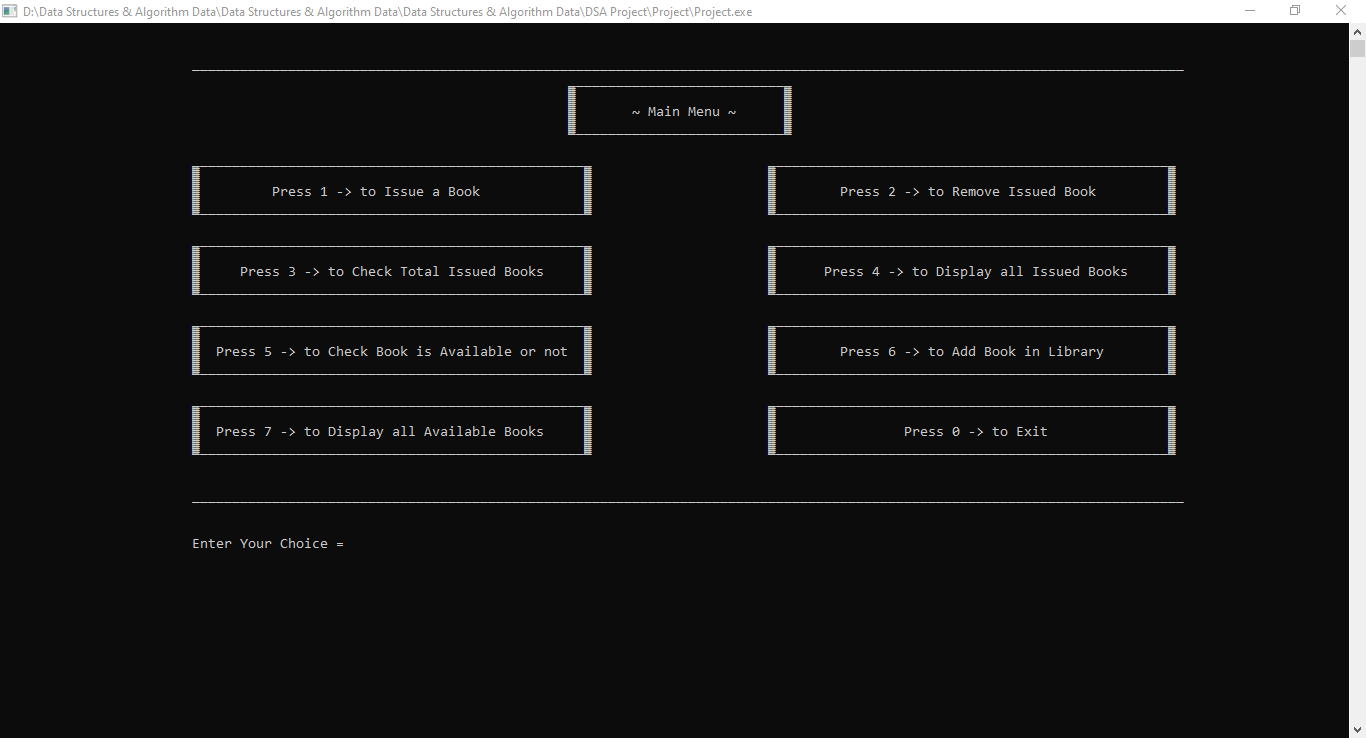 D:\Data Structures & Algorithm Data\Data Structures & Algorithm Data\Data Structures & Algorithm Data\DSA Project\Project\Project.exe
~ Main Menu ~
Press 1 -> to Issue a Book
Press 2 -> to Remove Issued Book
Press 3 -> to Check Total Issued Books
Press 4 -> to Display all Issued Books
Press 5 -> to Check Book is Available or not
Press 6 -> to Add Book in Library
Press 7 -> to Display all Available Books
Press 0 -> to Exit
Enter Your Choice =